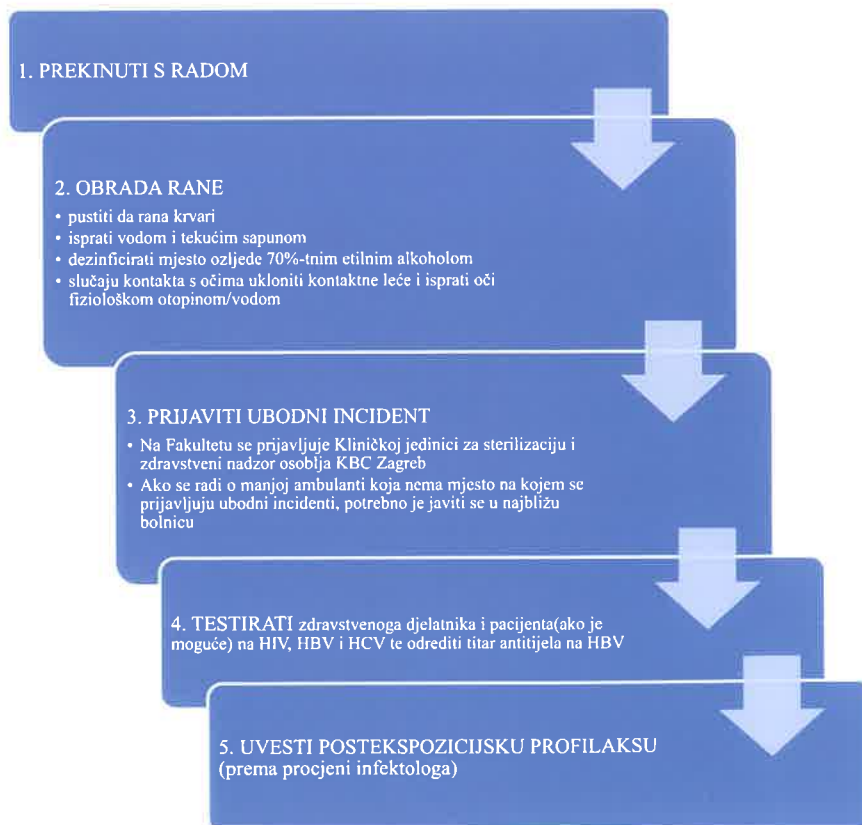 1. PREKINUTI S RADOM
2. OBRADA RANE
• pustiti da rana krvari
• isprati vodom i tekućim sapunom
• dezinficirati mjesto ozljede 70%-tnim etilnim alkoholom
• slučaju kontakta s očima ukloniti kontaktne leće i isprati oči
fiziološkom otopinom/vodom
3. PRIJAVITI UBODNI INCIDENT
• Na Fakultetu se prijavljuje Kliničkoj jedinici za sterilizaciju i
zdravstveni nadzor osoblja KBC Zagreb
• Ako se radi o manjoj ambulanti koja nema mjesto na kojem se
prijavljuju ubodni incidenti, potrebno je javiti se u najbližu
bolnicu
4. TESTIRATI zdravstvenoga djelatnika i pacijenta(ako je
moguće) na HIV, HBV i HCV te odrediti titar antitijela na HBV
5. UVESTI POSTEKSPOZICIJSKU PROFILAKSU
(prema procjeni infektologa)